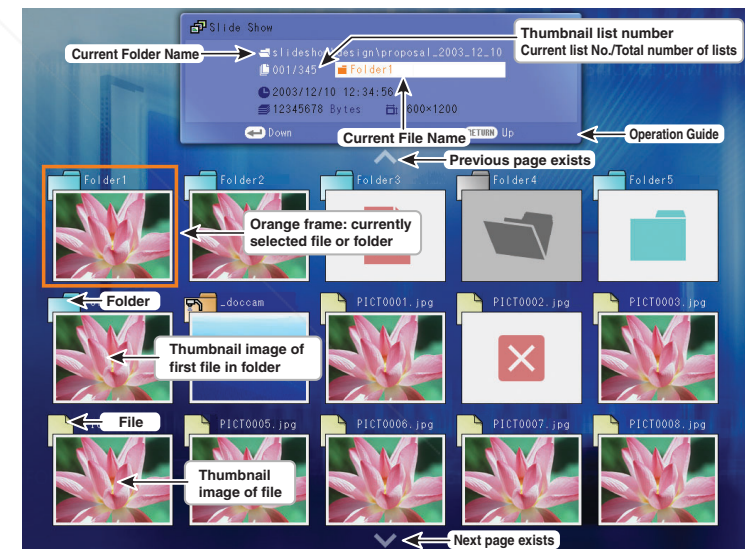 Slide Show
Thumbnail list number
Current list No./Total number of lists
Current Folder Name
slideshow design\proposal_2003_12_10
001/345 Folder1
2003/12/10 12:34:56
12345678 Bytes 600×1200
Down
Current File Name
RETURN Up
Operation Guide
Previous page exists
Folder1
Folder2
Folder3
Folder4
Folder5
Orange frame: currently
selected file or folder
Folder
_doccam
PICT0001.jpg
PICT0002.jpg
PICT0003.jpg
Thumbnail image of
first file in folder
File
PICT0005.jpg
PICT0006.jpg
PICT0007.jpg
PICT0008.jpg
Thumbnail
image of file
Next page exists